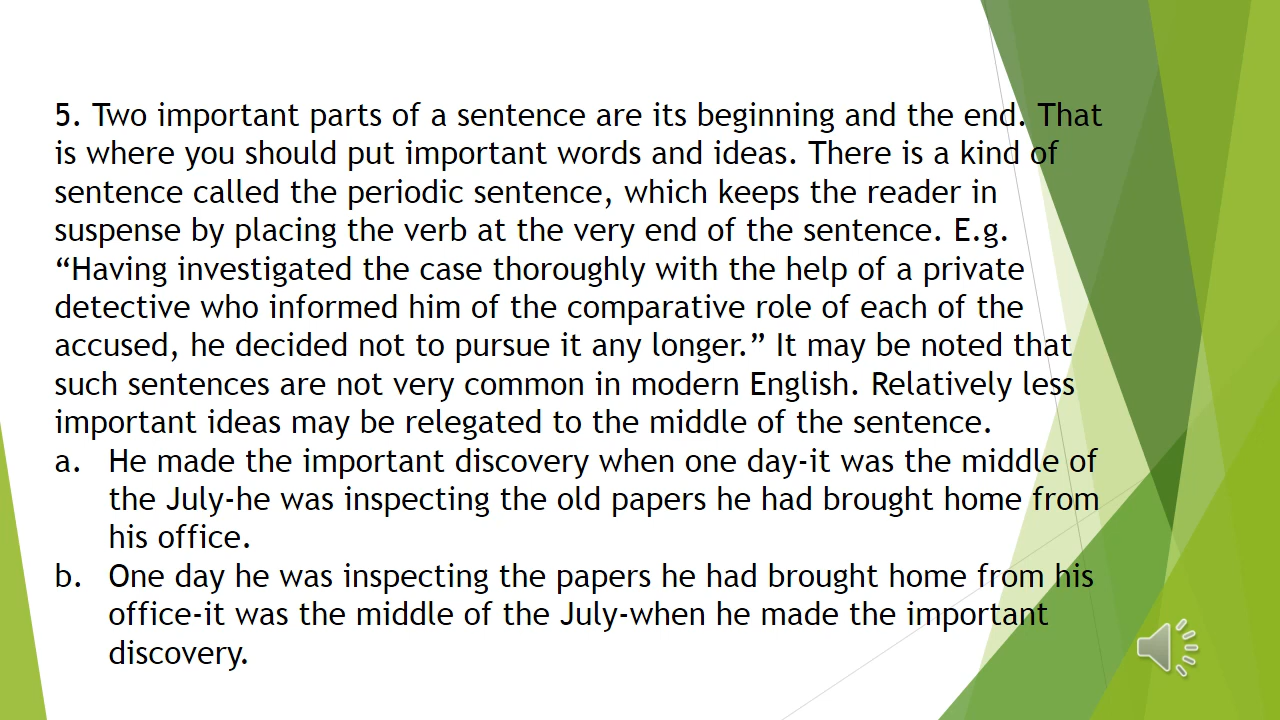 5. Two important parts of a sentence are its beginning and the end. That
is where you should put important words and ideas. There is a kind of
sentence called the periodic sentence, which keeps the reader in
suspense by placing the verb at the very end of the sentence. E.g.
“Having investigated the case thoroughly with the help of a private
detective who informed him of the comparative role of each of the
accused, he decided not to pursue it any longer.” It may be noted that
such sentences are not very common in modern English. Relatively less
important ideas may be relegated to the middle of the sentence.
a. He made the important discovery when one day-it was the middle of
the July-he was inspecting the old papers he had brought home from
his office.
b. One day he was inspecting the papers he had brought home from his
office-it was the middle of the July-when he made the important
discovery.